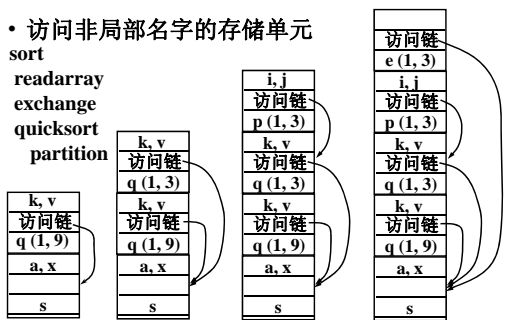 • 访问非局部名字的存储单元
sort
readarray
exchange
quicksort
partition
k, v
访问链
q (1, 9)
a, x
s
k, v
访问链
q (1, 3)
k, v
访问链
q (1, 9)
a, x
s
i, j
访问链
p (1, 3)
k, v
访问链
q (1, 3)
k, v
访问链
q (1, 9)
a, x
s
访问链
e (1, 3)
i, j
访问链
p (1, 3)
k, v
访问链
q (1, 3)
k, v
访问链
q (1, 9)
a, x
s